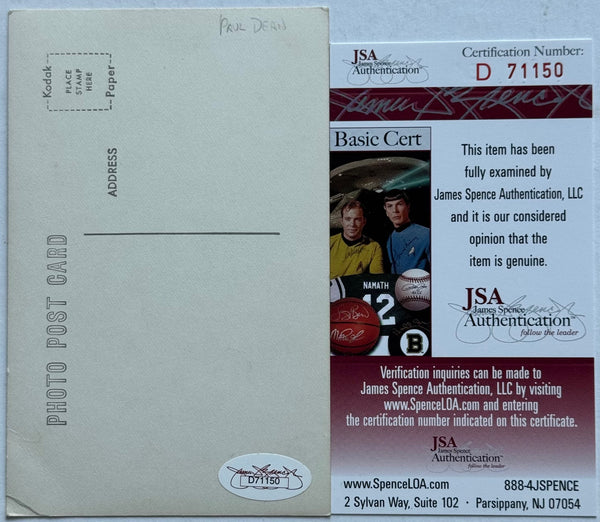 PAUL DEAN
Kodak Paper
PLACE
STAMP
HERE
ADDRESS
PHOTO POST CARD
D71150
JSA
James Spence
Authentication
Certification Number:
D 71150
Basic Cert
NAMATH
12
B
This item has been
fully examined by
James Spence Authentication, LLC
and it is our considered
opinion that the
item is genuine.
JSA
James Spence
Authentication
follow the leader
Verification inquiries can be made to
James Spence Authentication, LLC by visiting
www.SpenceLOA.com and entering
the certification number indicated on this certificate.
JSA
James Spence
Authentication
follow the leader
www.SpenceLOA.com 888-4JSPENCE
2 Sylvan Way, Suite 102 • Parsippany, NJ 07054